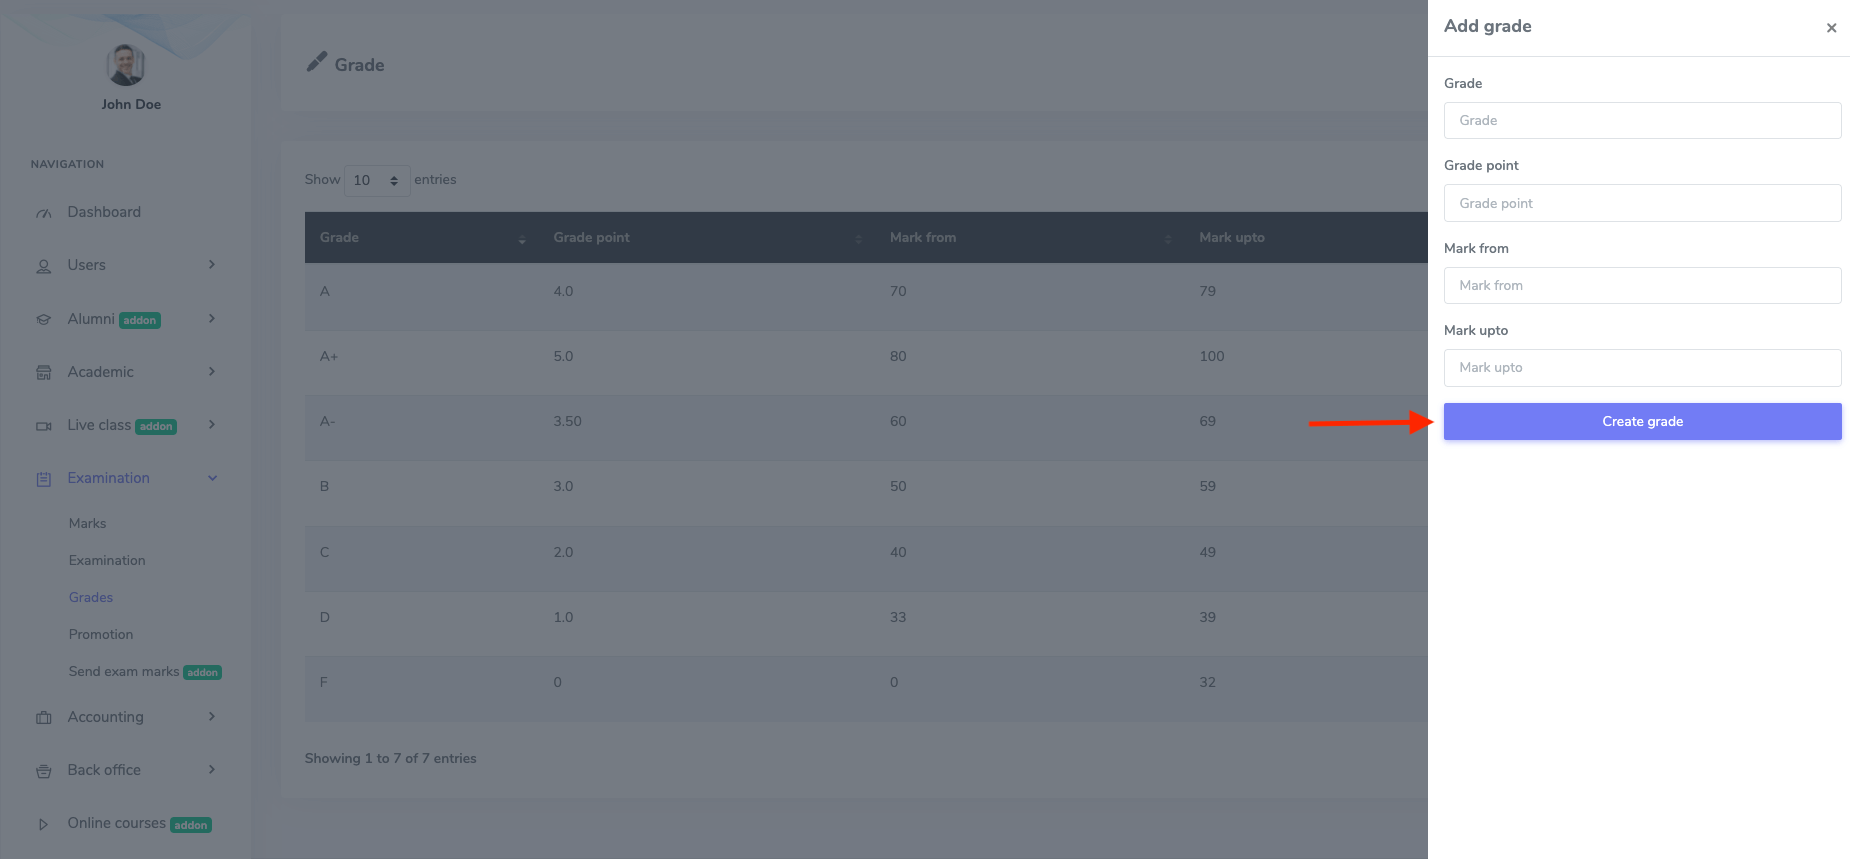 John Doe
NAVIGATION
Dashboard
Users
Alumni addon
Academic
Live class addon
Examination
Marks
Examination
Grades
Promotion
Send exam marks addon
Accounting
Back office
Online courses addon
Grade
Show 10 entries
Grade Grade point Mark from Mark upto
A 4.0 70 79
A+ 5.0 80 100
A- 3.50 60 69
B 3.0 50 59
C 2.0 40 49
D 1.0 33 39
F 0 0 32
Showing 1 to 7 of 7 entries
Add grade ×
Grade
Grade
Grade point
Grade point
Mark from
Mark from
Mark upto
Mark upto
Create grade